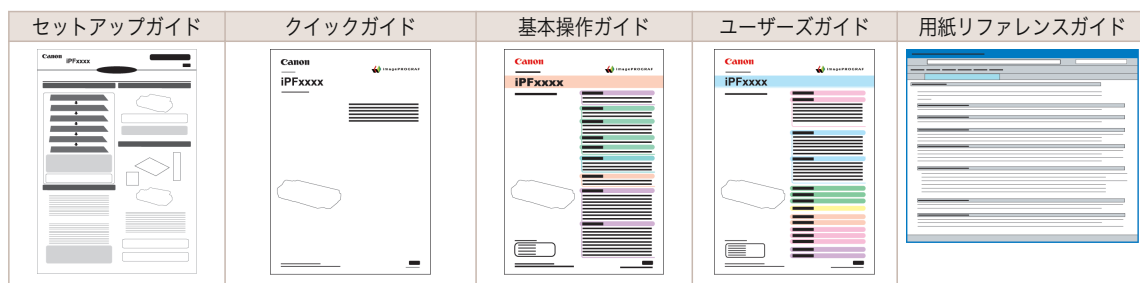 セットアップガイド
クイックガイド
基本操作ガイド
ユーザーズガイド
用紙リファレンスガイド
Canon
iPFxxxx
Canon
imagePROGRAF
iPFxxxx
Canon
imagePROGRAF
iPFxxxx
Canon
imagePROGRAF
iPFxxxx